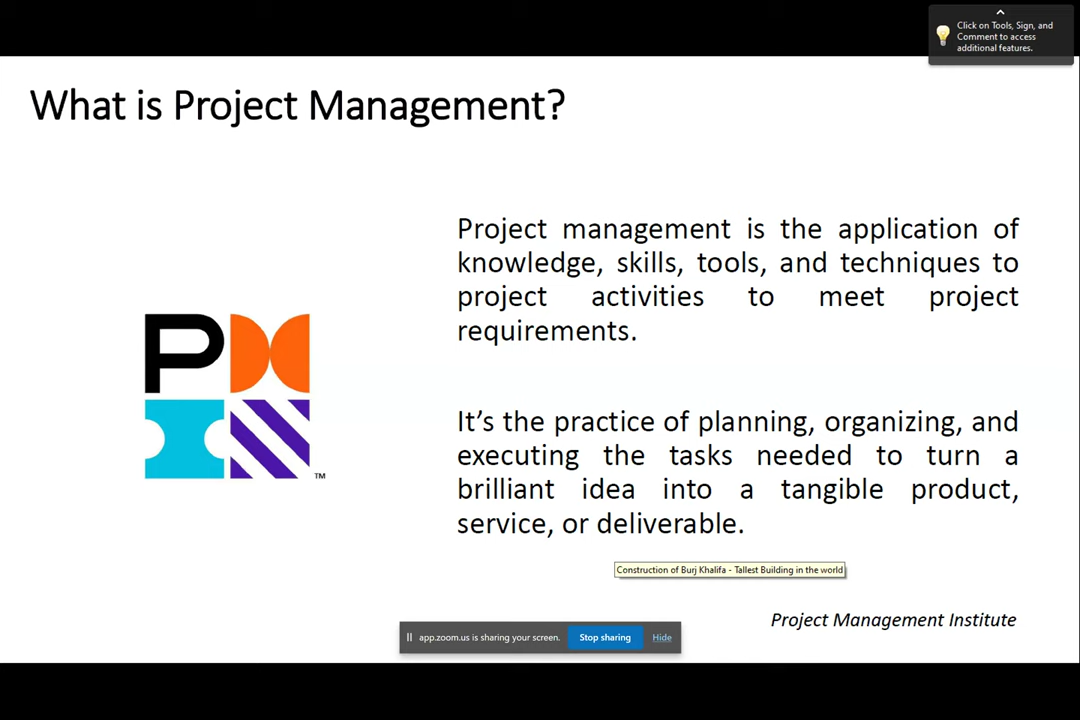 Click on Tools, Sign, and
Comment to access
additional features.
What is Project Management?
Project management is the application of
knowledge, skills, tools, and techniques to
project activities to meet project
requirements.
P
TM
It’s the practice of planning, organizing, and
executing the tasks needed to turn a
brilliant idea into a tangible product,
service, or deliverable.
Construction of Burj Khalifa - Tallest Building in the world
Project Management Institute
app.zoom.us is sharing your screen.
Stop sharing
Hide